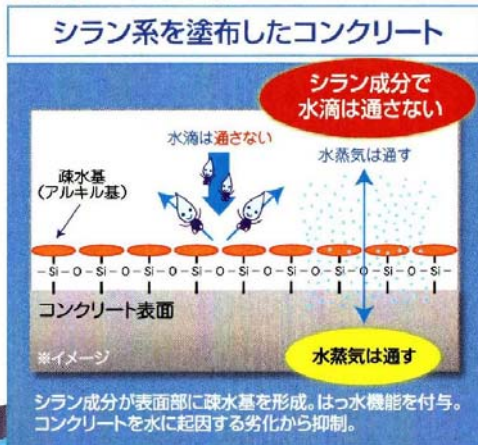 シラン系を塗布したコンクリート
シラン成分で
水滴は通さない
水滴は通さない
水蒸気は通す
疎水基
(アルキル基)
-Si-O-Si-O-Si-O-Si-O-Si-O-Si-O-Si-O-Si-O-Si-
コンクリート表面
※イメージ
水蒸気は通す
シラン成分が表面部に疎水基を形成。はっ水機能を付与。
コンクリートを水に起因する劣化から抑制。